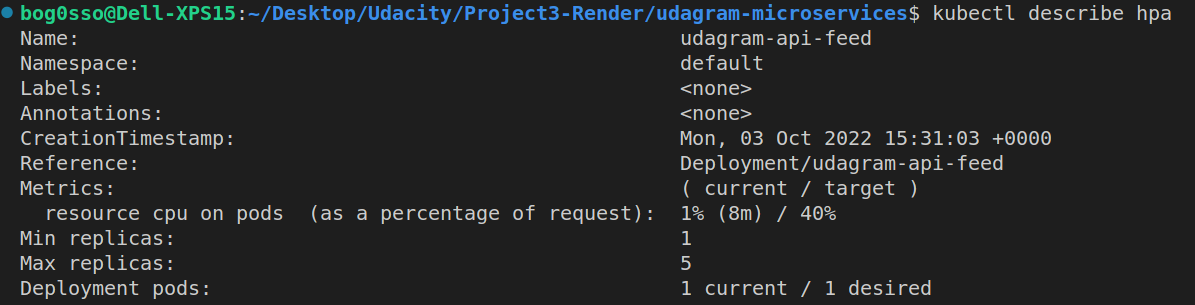 bog0sso@Dell-XPS15:~/Desktop/Udacity/Project3-Render/udagram-microservices$ kubectl describe hpa
Name: udagram-api-feed
Namespace: default
Labels: <none>
Annotations: <none>
CreationTimestamp: Mon, 03 Oct 2022 15:31:03 +0000
Reference: Deployment/udagram-api-feed
Metrics: ( current / target )
  resource cpu on pods  (as a percentage of request): 1% (8m) / 40%
Min replicas: 1
Max replicas: 5
Deployment pods: 1 current / 1 desired